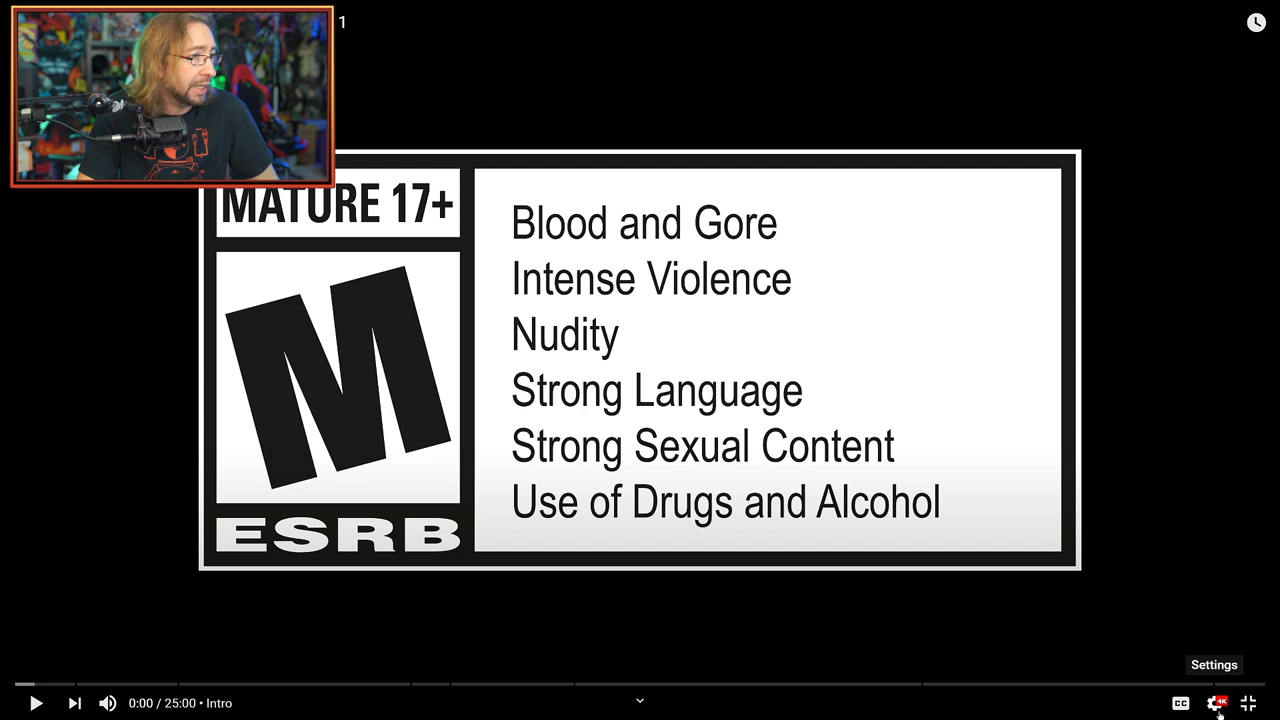 1
MATURE 17+
M
ESRB
Blood and Gore
Intense Violence
Nudity
Strong Language
Strong Sexual Content
Use of Drugs and Alcohol
Settings
0:00 / 25:00 • Intro
CC
4K